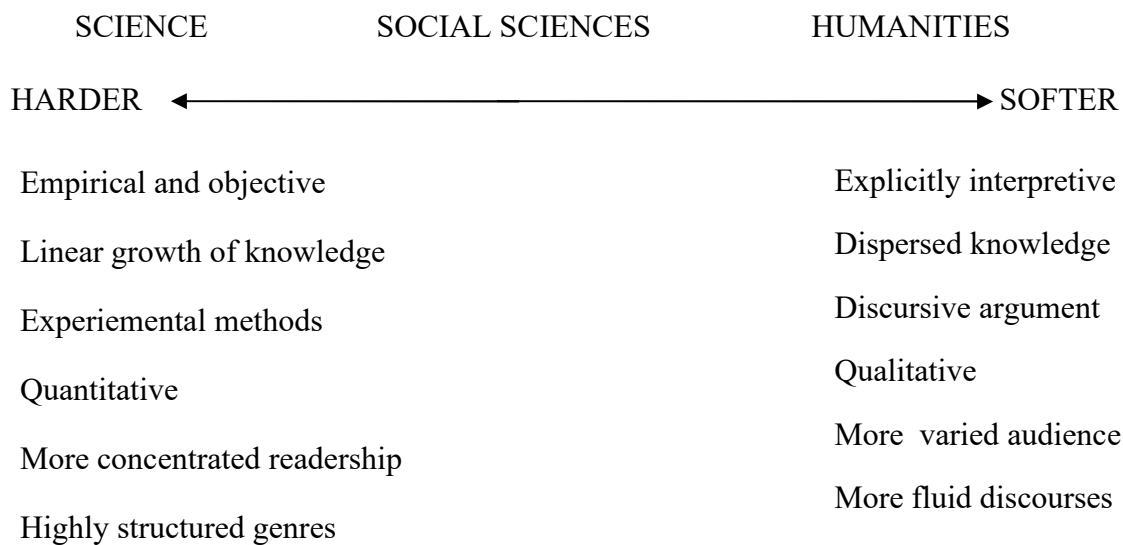 SCIENCE SOCIAL SCIENCES HUMANITIES
HARDER SOFTER
Empirical and objective
Linear growth of knowledge
Experiemental methods
Quantitative
More concentrated readership
Highly structured genres
Explicitly interpretive
Dispersed knowledge
Discursive argument
Qualitative
More varied audience
More fluid discourses